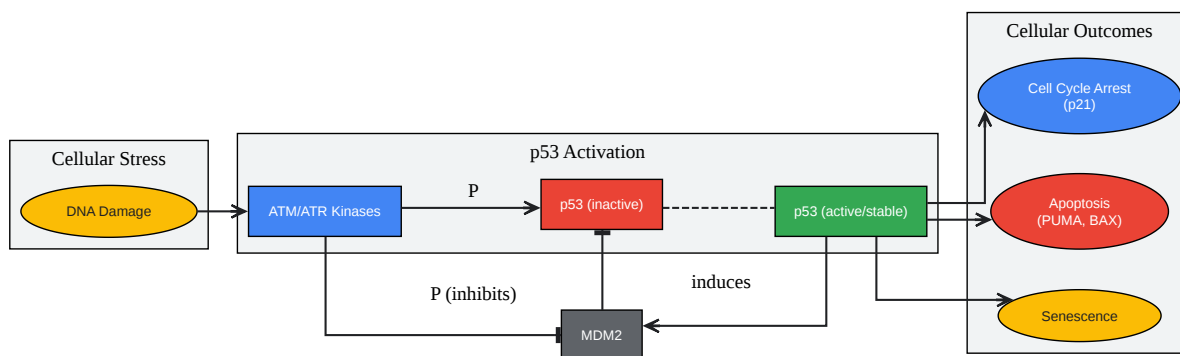 Cellular Outcomes
Cell Cycle Arrest
(p21)
p53 Activation
Cellular Stress
P
DNA Damage
ATM/ATR Kinases
p53 (inactive)
p53 (active/stable)
Apoptosis
(PUMA, BAX)
P (inhibits)
induces
MDM2
Senescence